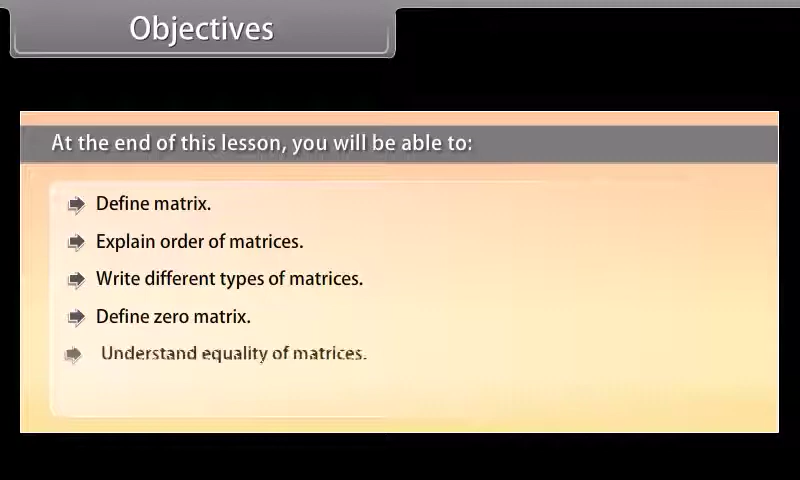 Objectives
At the end of this lesson, you will be able to:
Define matrix.
Explain order of matrices.
Write different types of matrices.
Define zero matrix.
Understand equality of matrices.